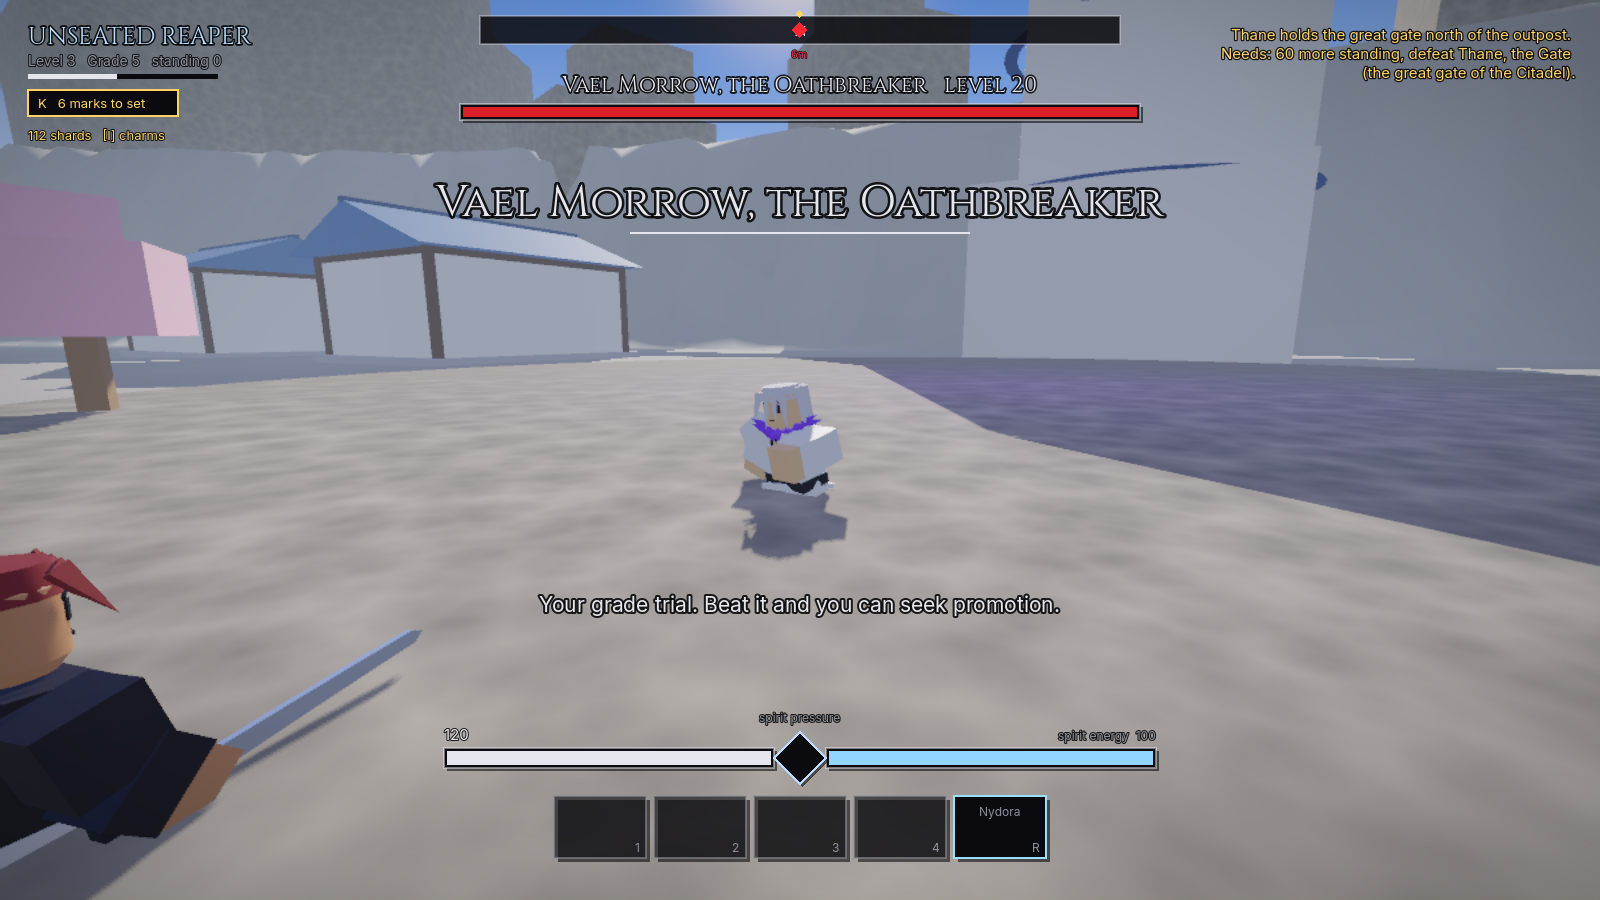 UNSEATED REAPER
Level 3 Grade 5 standing 0
K 6 marks to set
112 shards [I] charms
6m
VAEL MORROW, THE OATHBREAKER LEVEL 20
Thane holds the great gate north of the outpost.
Needs: 60 more standing, defeat Thane, the Gate
(the great gate of the Citadel).
VAEL MORROW, THE OATHBREAKER
Your grade trial. Beat it and you can seek promotion.
120
spirit pressure
spirit energy 100
1
2
3
4
Nydora
R